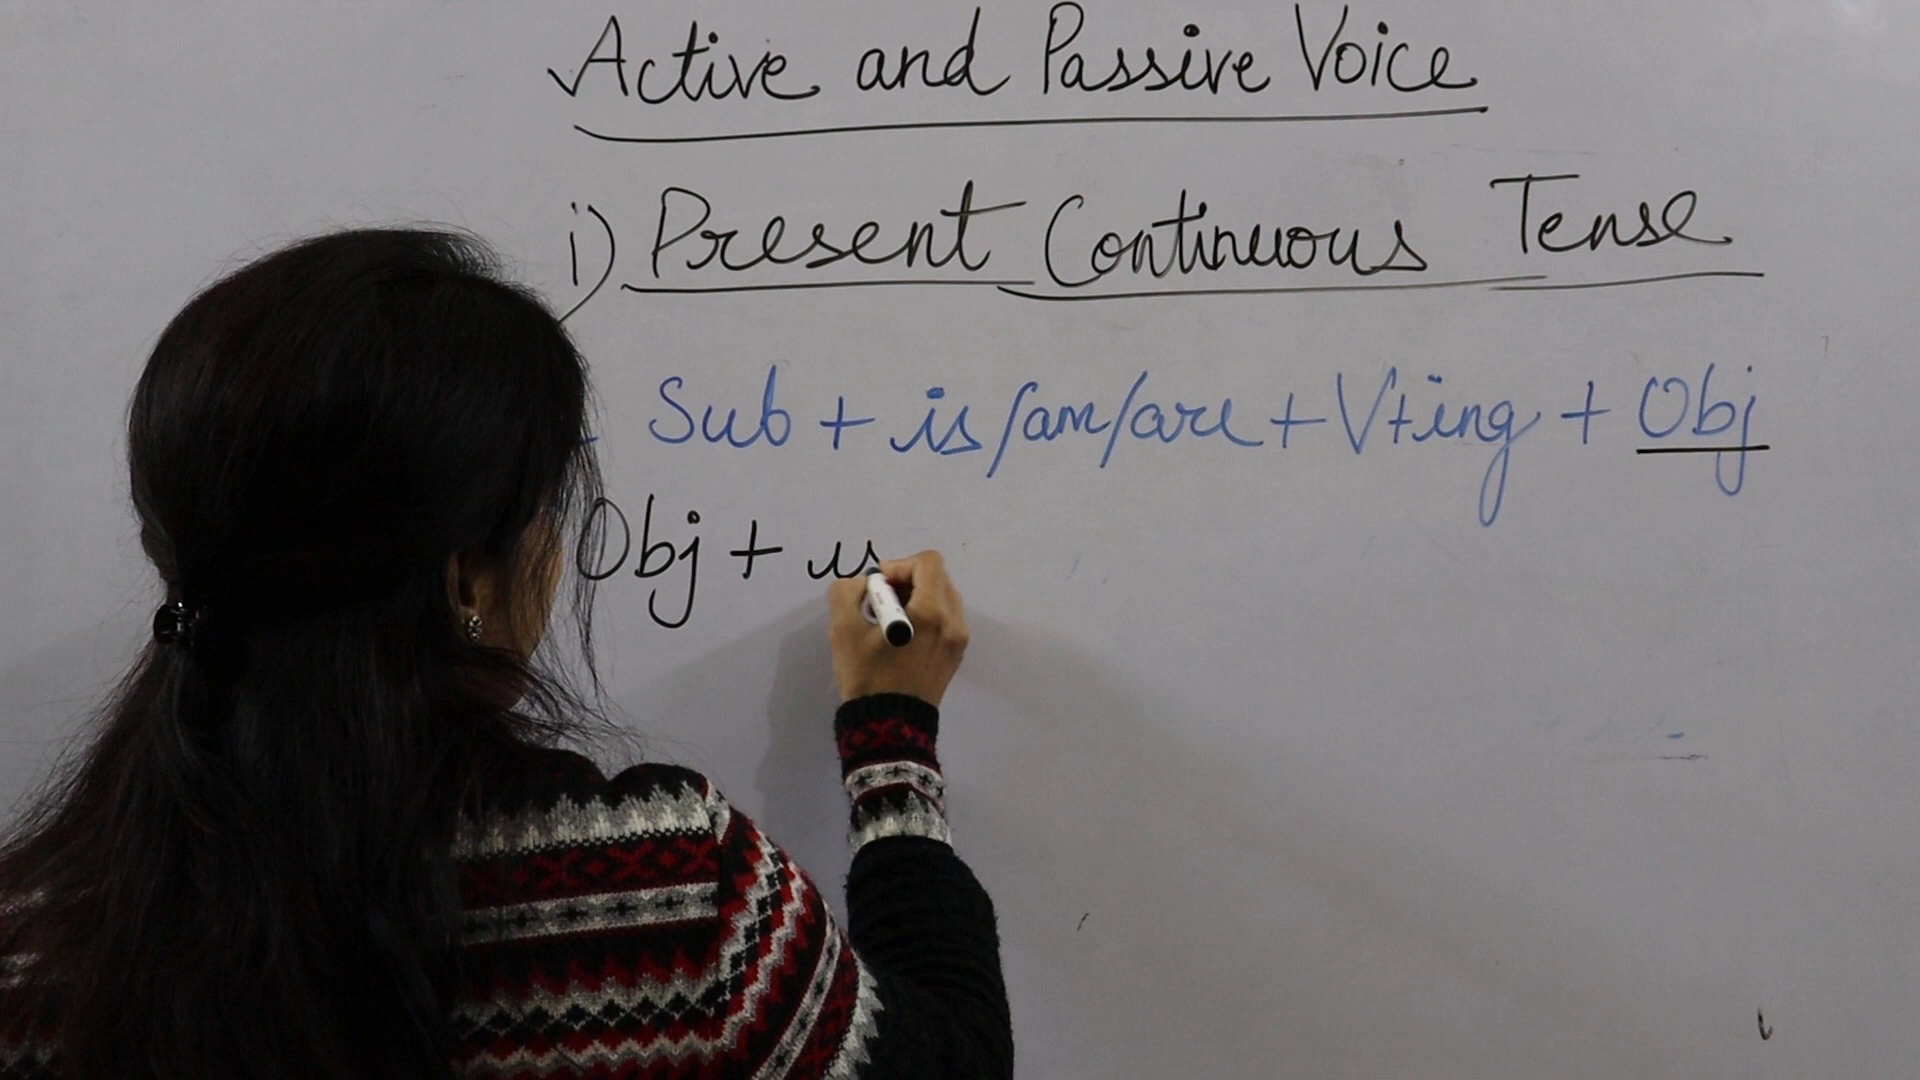 Active and Passive Voice
i) Present Continuous Tense
Sub + is/am/are + V+ing + Obj
Obj + is